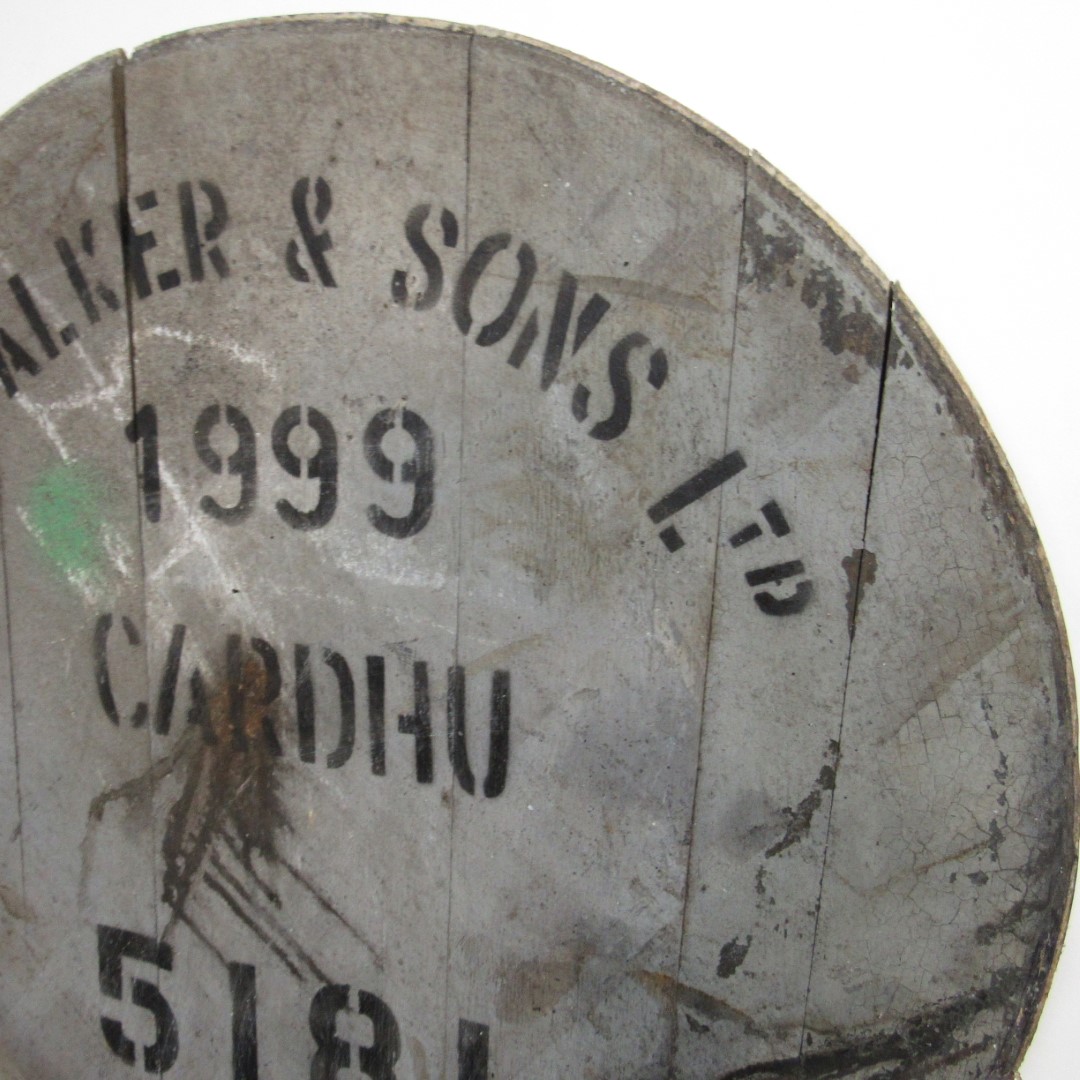 ALKER & SONS LTD
1999
CARDHU
5181